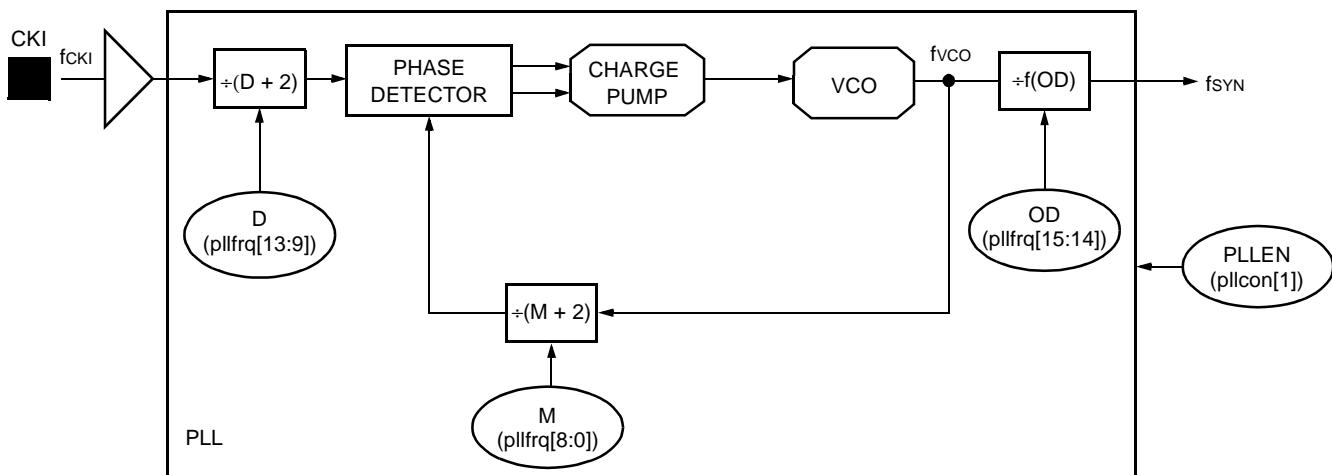 CKI
fCKI
÷(D + 2)
PHASE
DETECTOR
CHARGE
PUMP
VCO
fVCO
÷f(OD)
fSYN
D
(pllfrq[13:9])
OD
(pllfrq[15:14])
PLLEN
(pllcon[1])
÷(M + 2)
M
(pllfrq[8:0])
PLL